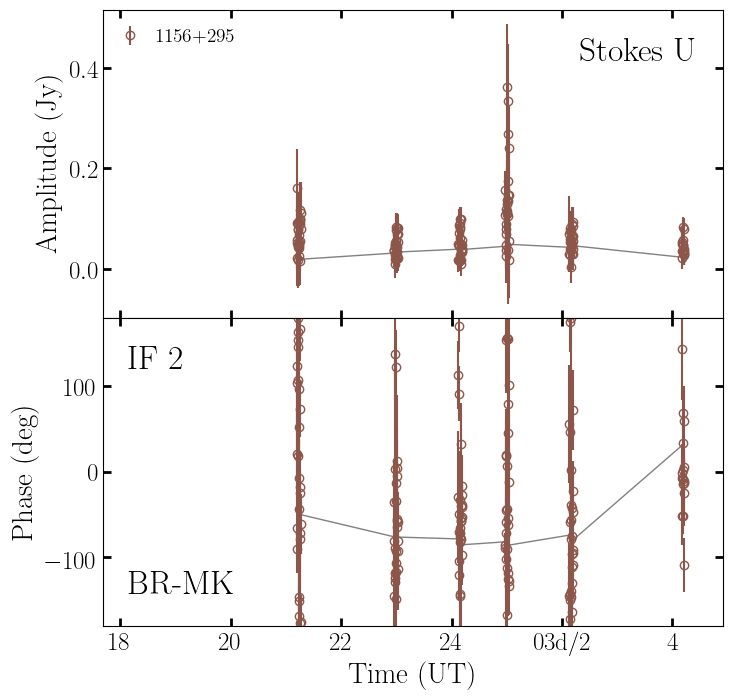 1156+295
Stokes U
Amplitude (Jy)
0.4
0.2
0.0
IF 2
Phase (deg)
100
0
−100
BR-MK
18 20 22 24 03d/2 4
Time (UT)